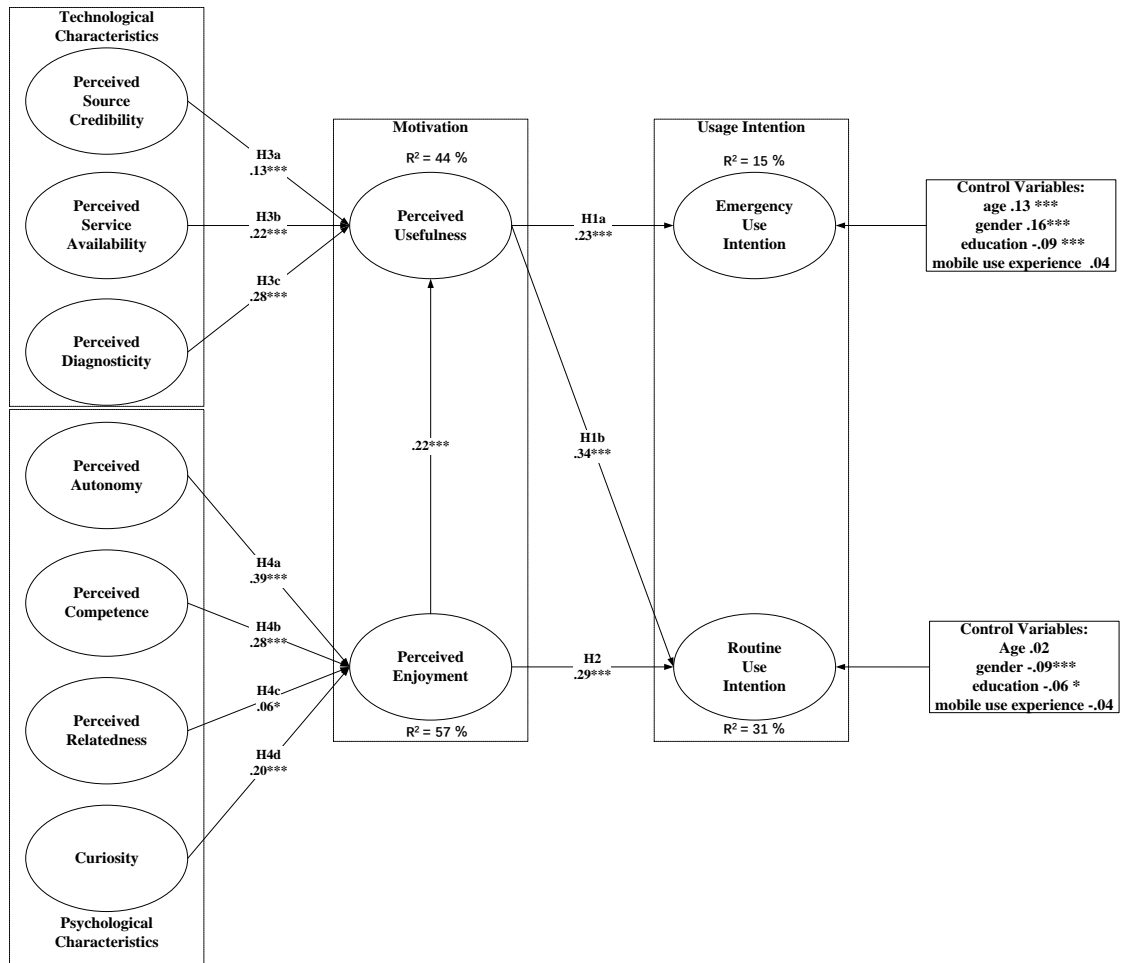 Technological
Characteristics
Perceived
Source
Credibility
Perceived
Service
Availability
Perceived
Diagnosticity
H3a
.13***
H3b
.22***
H3c
.28***
Perceived
Autonomy
Perceived
Competence
Perceived
Relatedness
Curiosity
Psychological
Characteristics
H4a
.39***
H4b
.28***
H4c
.06*
H4d
.20***
Motivation
R² = 44 %
Perceived
Usefulness
.22***
Perceived
Enjoyment
R² = 57 %
H1a
.23***
H1b
.34***
H2
.29***
Usage Intention
R² = 15 %
Emergency
Use
Intention
Routine
Use
Intention
R² = 31 %
Control Variables:
age .13 ***
gender .16***
education -.09 ***
mobile use experience .04
Control Variables:
Age .02
gender -.09***
education -.06 *
mobile use experience -.04